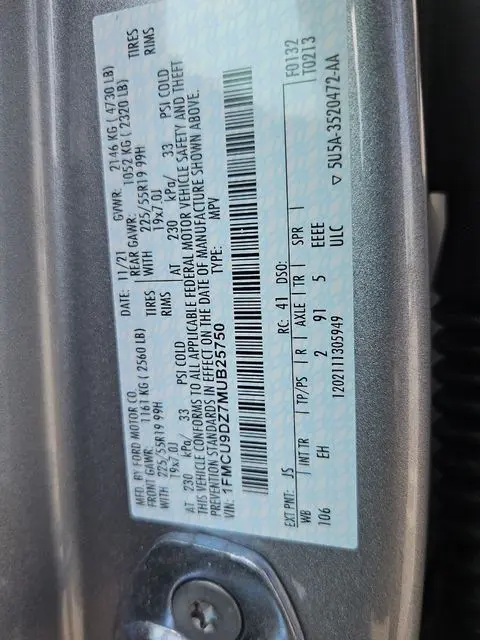 MFD. BY FORD MOTOR CO.
DATE: 11/21
GVWR: 2146 KG ( 4730 LB)
FRONT GAWR: 1161 KG ( 2560 LB)
REAR GAWR: 1052 KG ( 2320 LB)
WITH 225/55R19 99H TIRES
WITH 225/55R19 99H TIRES
19x7.0J RIMS
19x7.0J RIMS
AT 230 kPa/ 33 PSI COLD
AT 230 kPa/ 33 PSI COLD
THIS VEHICLE CONFORMS TO ALL APPLICABLE FEDERAL MOTOR VEHICLE SAFETY AND THEFT
PREVENTION STANDARDS IN EFFECT ON THE DATE OF MANUFACTURE SHOWN ABOVE.
VIN: 1FMCU9DZ7MUB25750
TYPE: MPV
F0132
1T0213
EXT PNT: JS RC: 41 DSO:
WB INT TR TP/PS R AXLE TR SPR
106 EH 2 91 5 EEEE
1202111305949 ULC
▽ 5U5A-3520472-AA